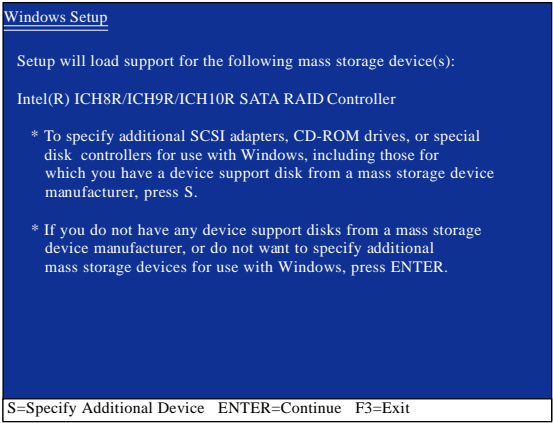 Windows Setup
Setup will load support for the following mass storage device(s):
Intel(R) ICH8R/ICH9R/ICH10R SATA RAID Controller
* To specify additional SCSI adapters, CD-ROM drives, or special
disk controllers for use with Windows, including those for
which you have a device support disk from a mass storage device
manufacturer, press S.
* If you do not have any device support disks from a mass storage
device manufacturer, or do not want to specify additional
mass storage devices for use with Windows, press ENTER.
S=Specify Additional Device ENTER=Continue F3=Exit